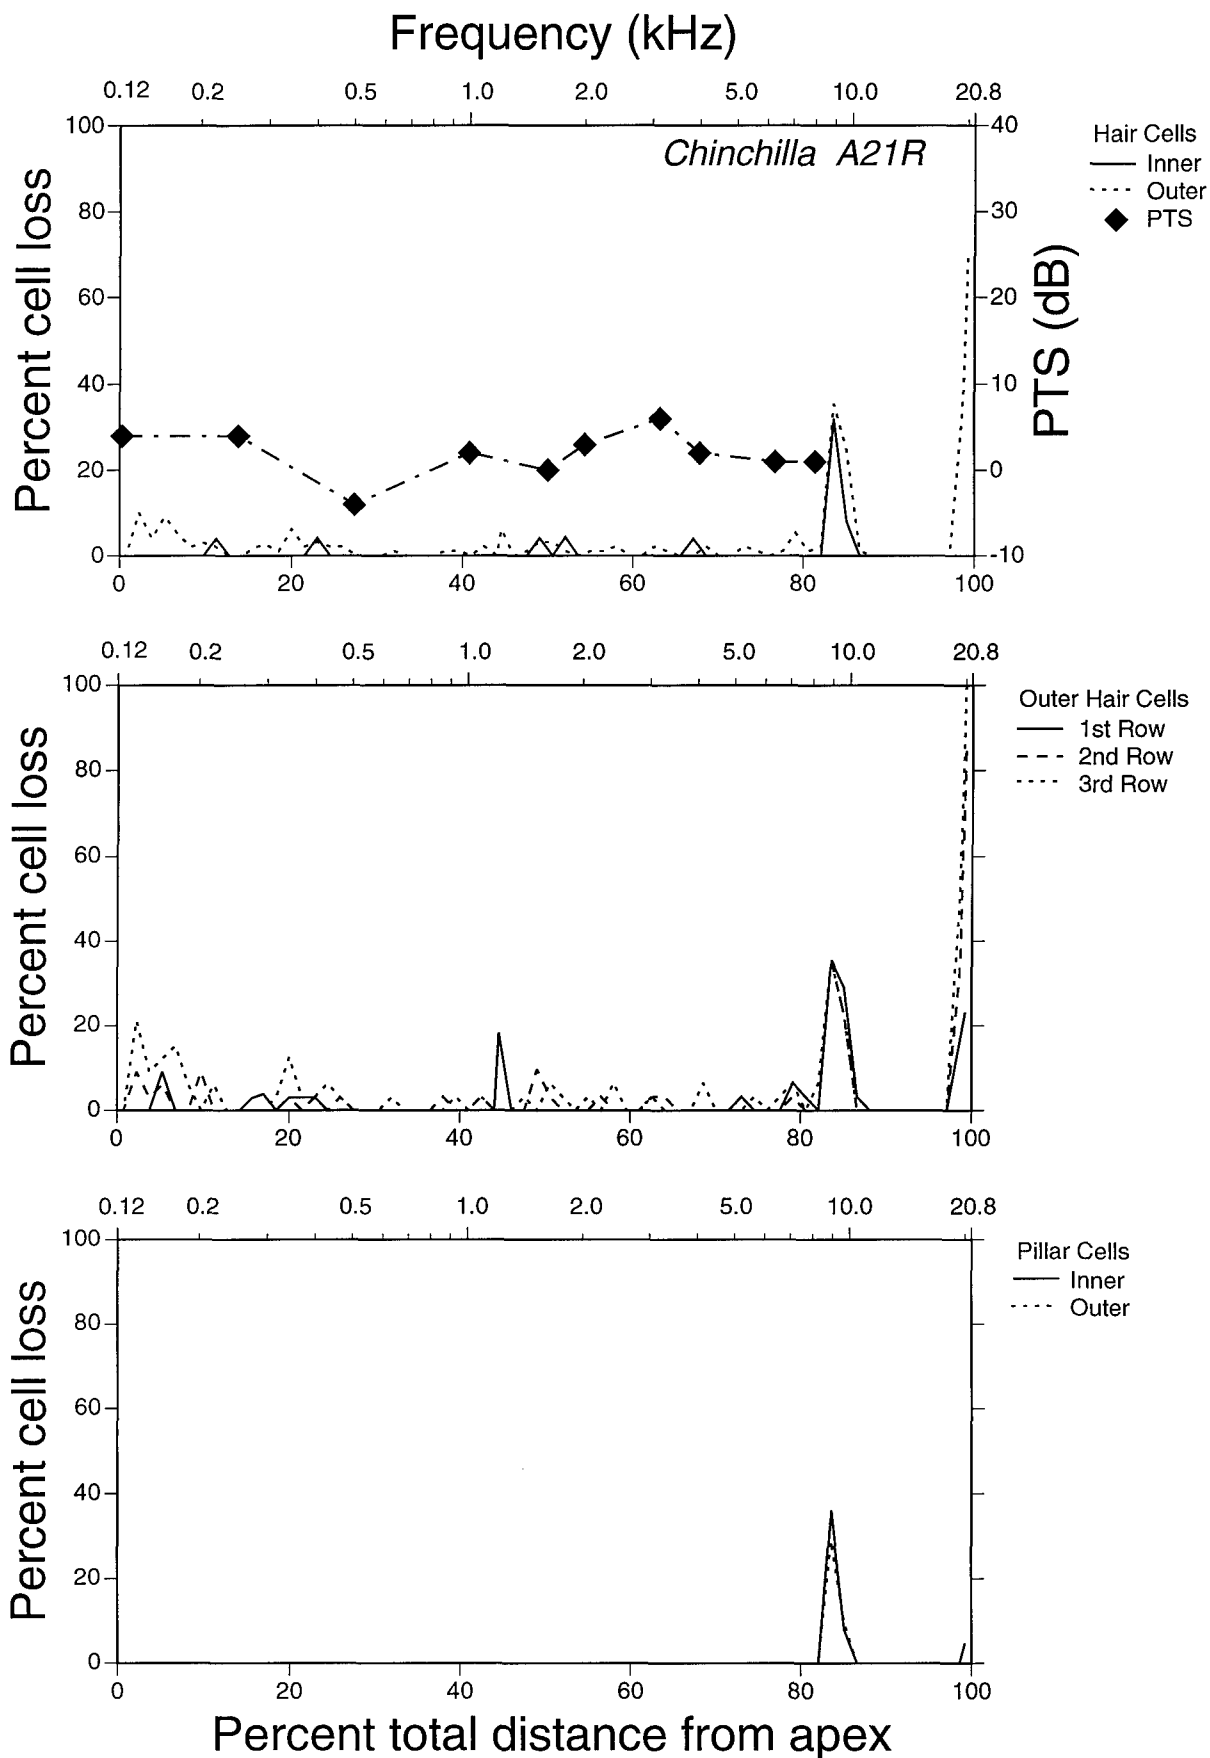 Frequency (kHz)
0.12 0.2 0.5 1.0 2.0 5.0 10.0 20.8
Chinchilla A21R
Percent cell loss
100
80
60
40
20
0
0 20 40 60 80 100
40
30
20
10
0
-10
PTS (dB)
Hair Cells
Inner
Outer
PTS
0.12 0.2 0.5 1.0 2.0 5.0 10.0 20.8
Percent cell loss
100
80
60
40
20
0
0 20 40 60 80 100
Outer Hair Cells
1st Row
2nd Row
3rd Row
0.12 0.2 0.5 1.0 2.0 5.0 10.0 20.8
Percent cell loss
100
80
60
40
20
0
0 20 40 60 80 100
Pillar Cells
Inner
Outer
Percent total distance from apex